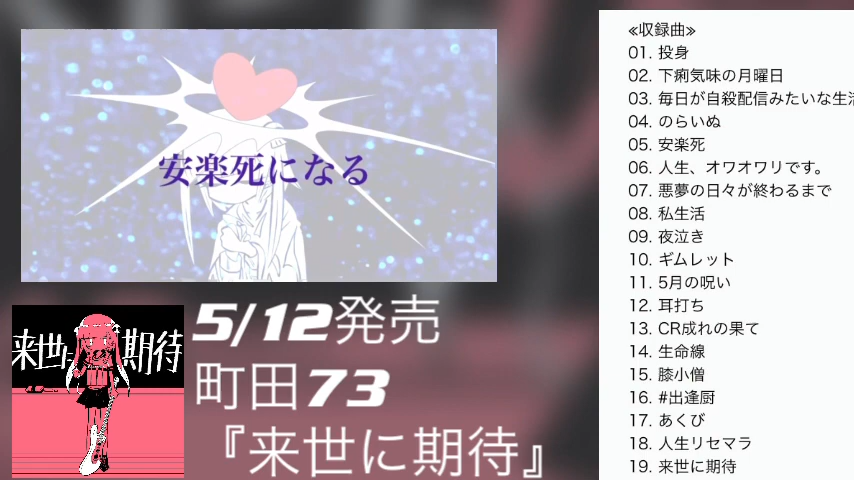 安楽死になる
来世に期待
5/12発売
町田73
『来世に期待』
≪収録曲≫
01. 投身
02. 下痢気味の月曜日
03. 毎日が自殺配信みたいな生活
04. のらいぬ
05. 安楽死
06. 人生、オワオワリです。
07. 悪夢の日々が終わるまで
08. 私生活
09. 夜泣き
10. ギムレット
11. 5月の呪い
12. 耳打ち
13. CR成れの果て
14. 生命線
15. 膝小僧
16. #出逢厨
17. あくび
18. 人生リセマラ
19. 来世に期待